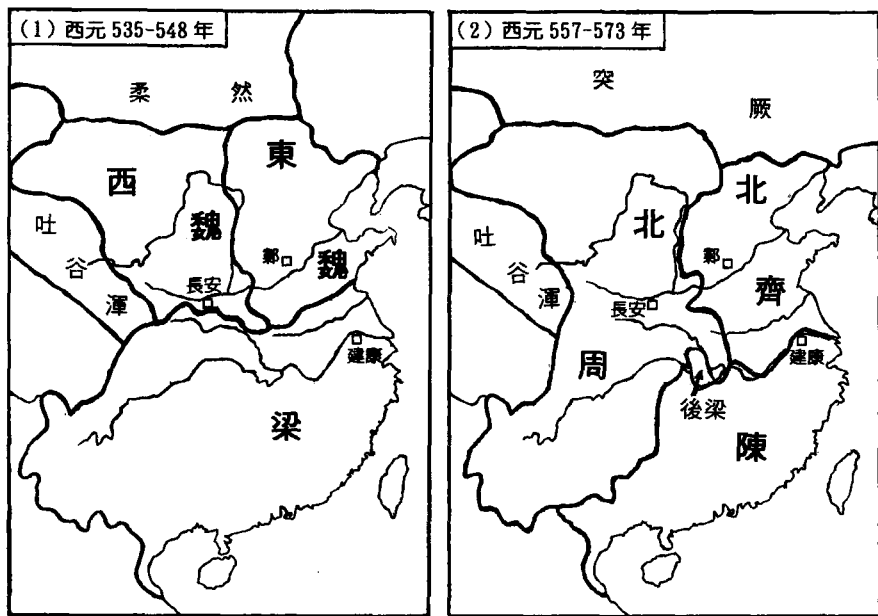 (1) 西元 535-548 年
柔然
東魏
西魏
吐谷渾
鄴
長安
建康
梁
(2) 西元 557-573 年
突厥
北齊
北周
吐谷渾
鄴
長安
建康
後梁
陳